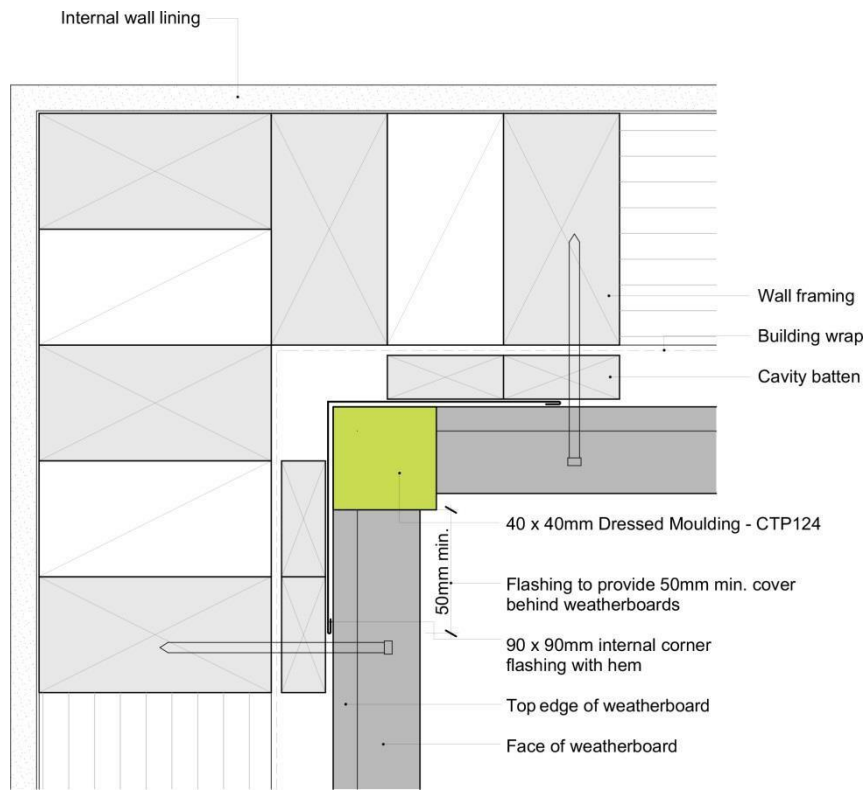 Internal wall lining
Wall framing
Building wrap
Cavity batten
40 x 40mm Dressed Moulding - CTP124
50mm min.
Flashing to provide 50mm min. cover
behind weatherboards
90 x 90mm internal corner
flashing with hem
Top edge of weatherboard
Face of weatherboard